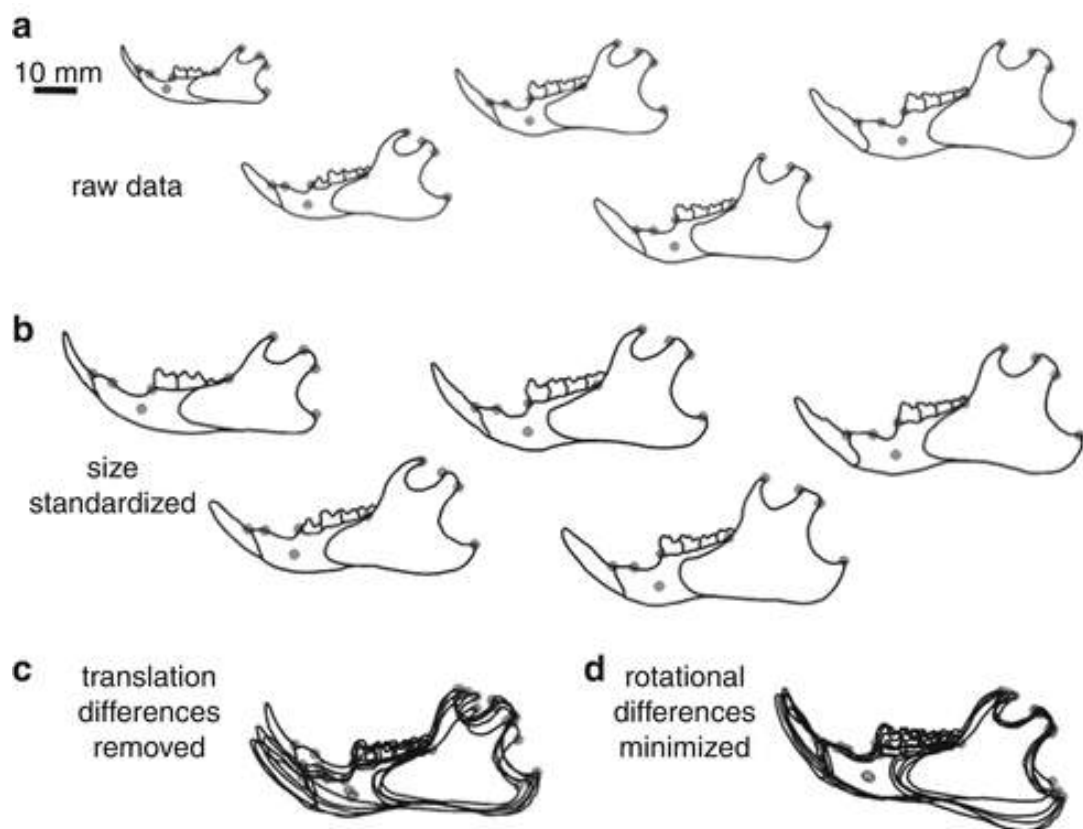 a
10 mm
raw data
b
size
standardized
c
translation
differences
removed
d
rotational
differences
minimized